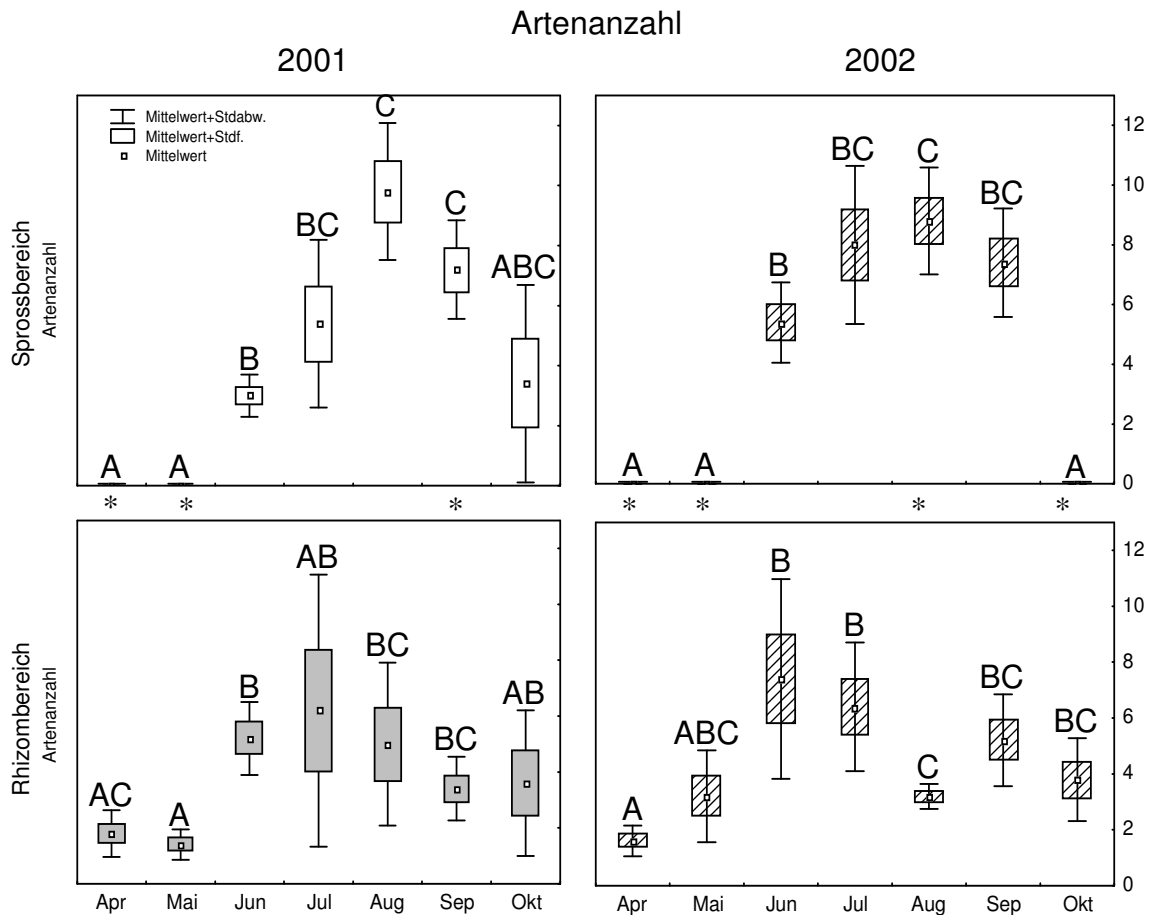 Artenanzahl
2001 2002
Mittelwert+Stdabw.
Mittelwert+Stdf.
Mittelwert
Sprossbereich
Artenanzahl
A A B BC C C ABC
A A B BC C BC A
12
10
8
6
4
2
0
* * *
* * * *
Rhizombereich
Artenanzahl
AC A B AB BC BC AB
A ABC B B C BC BC
12
10
8
6
4
2
0
Apr Mai Jun Jul Aug Sep Okt
Apr Mai Jun Jul Aug Sep Okt